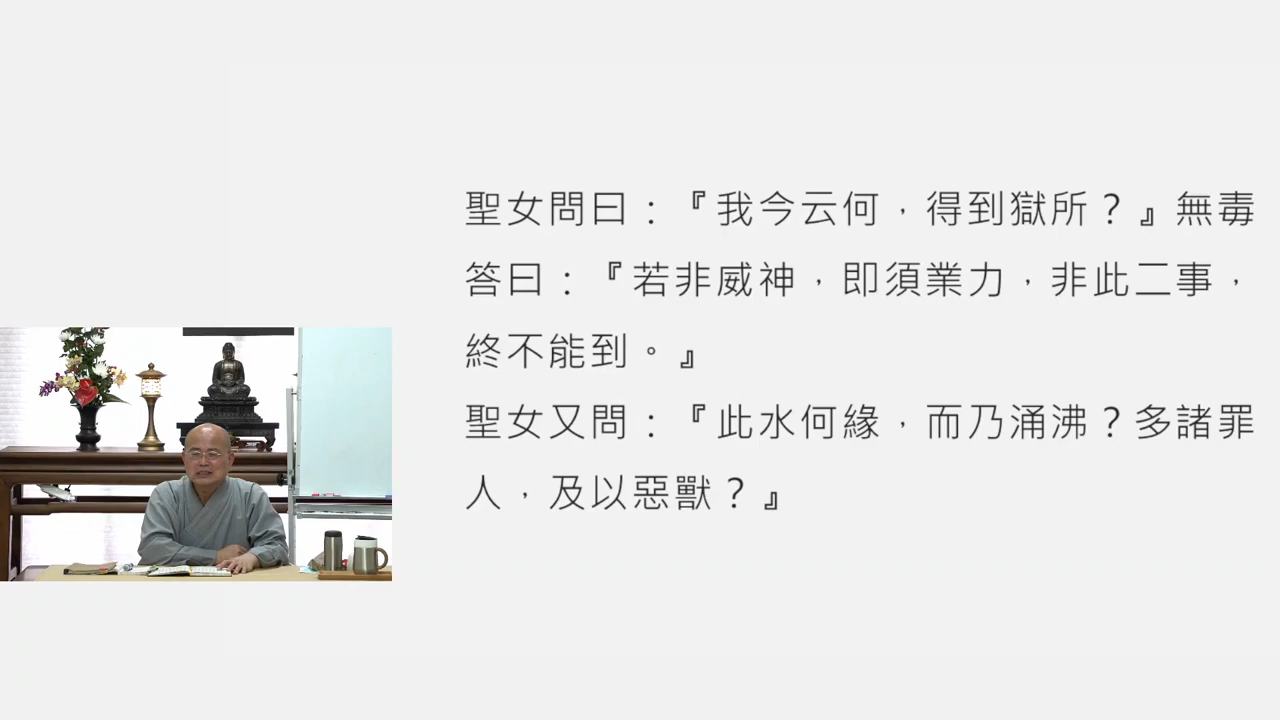 聖女問曰：『我今云何，得到獄所？』無毒
答曰：『若非威神，即須業力，非此二事，
終不能到。』
聖女又問：『此水何緣，而乃涌沸？多諸罪
人，及以惡獸？』